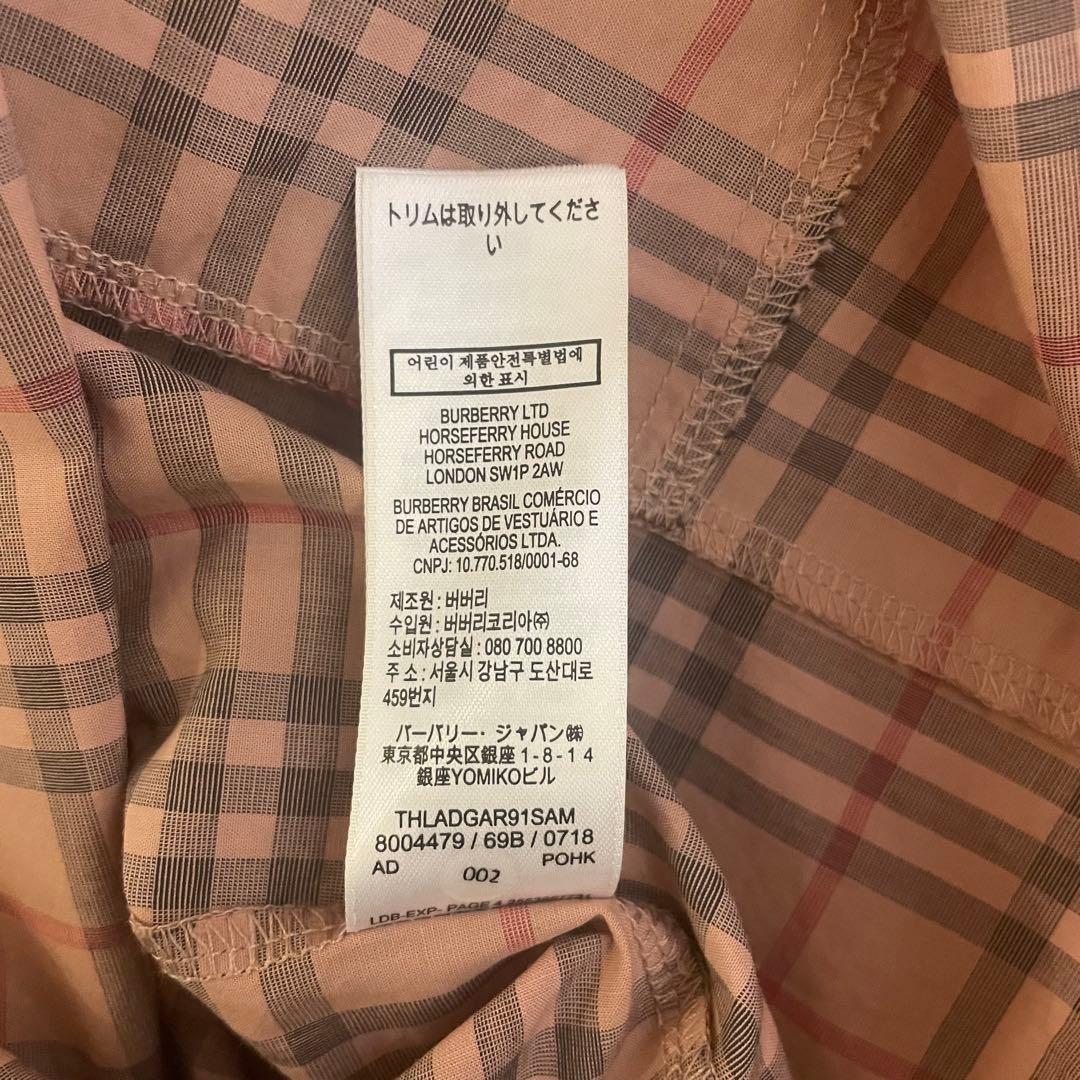 トリムは取り外してくださ
い
어린이 제품안전특별법에
의한 표시
BURBERRY LTD
HORSEFERRY HOUSE
HORSEFERRY ROAD
LONDON SW1P 2AW
BURBERRY BRASIL COMÉRCIO
DE ARTIGOS DE VESTUÁRIO E
ACESSÓRIOS LTDA.
CNPJ: 10.770.518/0001-68
제조원 : 버버리
수입원 : 버버리코리아㈜
소비자상담실 : 080 700 8800
주 소 : 서울시 강남구 도산대로
459번지
バーバリー・ジャパン㈱
東京都中央区銀座 1 - 8 - 1 4
銀座YOMIKOビル
THLADGAR91SAM
8004479 / 69B / 0718
AD POHK
002
LDB-EXP- PAGE